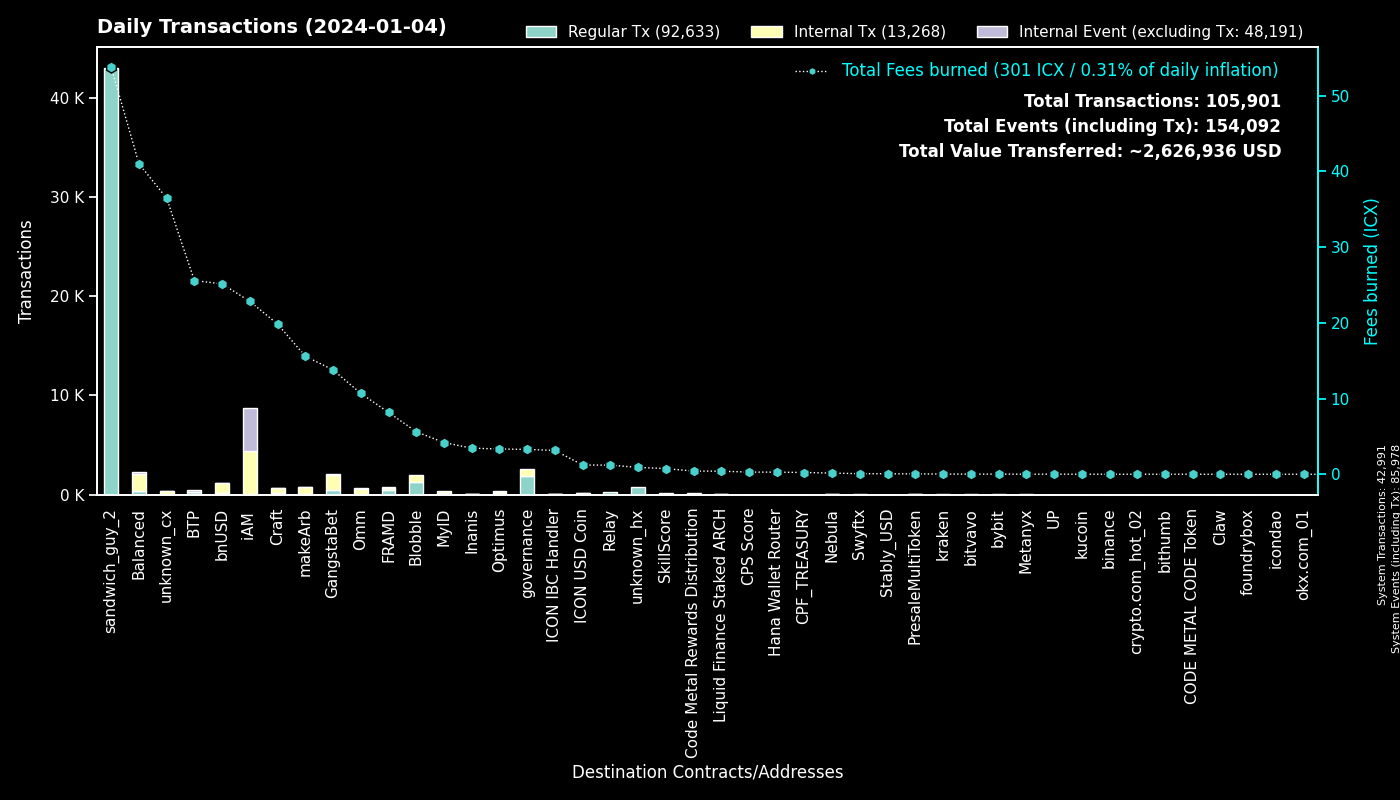 Daily Transactions (2024-01-04)
Regular Tx (92,633)
Internal Tx (13,268)
Internal Event (excluding Tx: 48,191)
Total Fees burned (301 ICX / 0.31% of daily inflation)
Total Transactions: 105,901
Total Events (including Tx): 154,092
Total Value Transferred: ~2,626,936 USD
Transactions
40 K
30 K
20 K
10 K
0 K
50
40
30
20
10
0
Fees burned (ICX)
sandwich_guy_2
Balanced
unknown_cx
BTP
bnUSD
iAM
Craft
makeArb
GangstaBet
Omm
FRAMD
Blobble
MyID
Inanis
Optimus
governance
ICON IBC Handler
ICON USD Coin
Relay
unknown_hx
SkillScore
Code Metal Rewards Distribution
Liquid Finance Staked ARCH
CPS Score
Hana Wallet Router
CPF_TREASURY
Nebula
Swyftx
Stably_USD
PresaleMultiToken
kraken
bitvavo
bybit
Metanyx
UP
kucoin
binance
crypto.com_hot_02
bithumb
CODE METAL CODE Token
Claw
foundrybox
icondao
okx.com_01
Destination Contracts/Addresses
System Transactions: 42,991
System Events (including Tx): 85,978